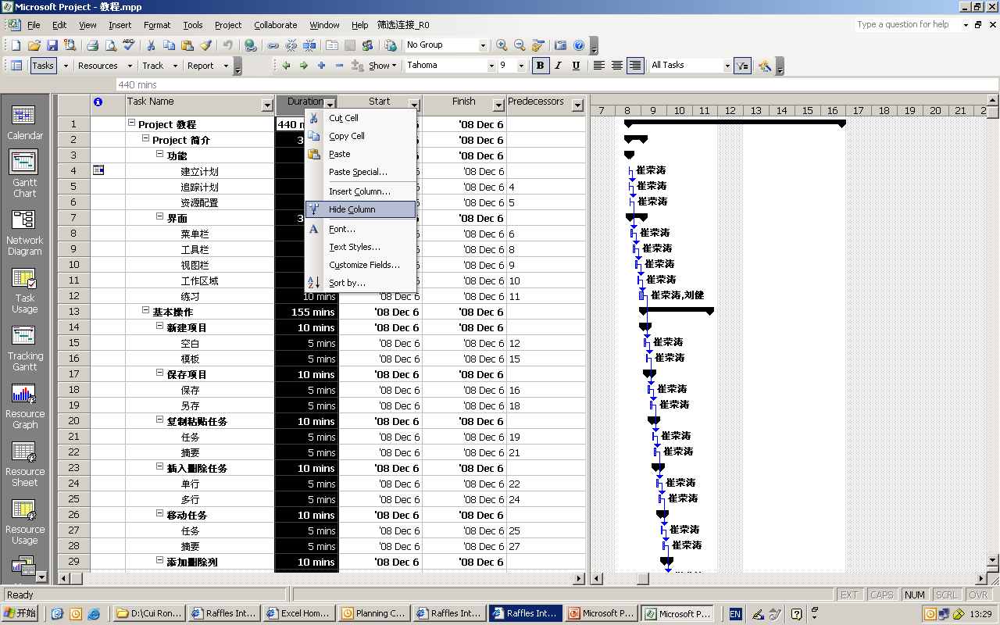 Microsoft Project - 教程.mpp
File Edit View Insert Format Tools Project Collaborate Window Help 筛选连接_R0 Type a question for help
No Group
Tasks Resources Track Report Show Tahoma 9 B I U All Tasks
440 mins
Task Name Duration Start Finish Predecessors
7 8 9 10 11 12 13 14 15 16 17 18 19 20 21 2
1 Project 教程 440 m 6 '08 Dec 6
2 Project 简介 3 6 '08 Dec 6
3 功能 6 '08 Dec 6
4 建立计划 6 '08 Dec 6 崔荣涛
5 追踪计划 6 '08 Dec 6 4 崔荣涛
6 资源配置 6 '08 Dec 6 5 崔荣涛
7 界面 3 6 '08 Dec 6
8 菜单栏 '08 Dec 6 6 崔荣涛
9 工具栏 '08 Dec 6 8 崔荣涛
10 视图栏 '08 Dec 6 9 崔荣涛
11 工作区域 '08 Dec 6 10 崔荣涛
12 练习 10 mins '08 Dec 6 '08 Dec 6 11 崔荣涛,刘健
13 基本操作 155 mins '08 Dec 6 '08 Dec 6
14 新建项目 10 mins '08 Dec 6 '08 Dec 6
15 空白 5 mins '08 Dec 6 '08 Dec 6 12 崔荣涛
16 模板 5 mins '08 Dec 6 '08 Dec 6 15 崔荣涛
17 保存项目 10 mins '08 Dec 6 '08 Dec 6
18 保存 5 mins '08 Dec 6 '08 Dec 6 16 崔荣涛
19 另存 5 mins '08 Dec 6 '08 Dec 6 18 崔荣涛
20 复制粘贴任务 10 mins '08 Dec 6 '08 Dec 6
21 任务 5 mins '08 Dec 6 '08 Dec 6 19 崔荣涛
22 摘要 5 mins '08 Dec 6 '08 Dec 6 21 崔荣涛
23 插入删除任务 10 mins '08 Dec 6 '08 Dec 6
24 单行 5 mins '08 Dec 6 '08 Dec 6 22 崔荣涛
25 多行 5 mins '08 Dec 6 '08 Dec 6 24 崔荣涛
26 移动任务 10 mins '08 Dec 6 '08 Dec 6
27 任务 5 mins '08 Dec 6 '08 Dec 6 25 崔荣涛
28 摘要 5 mins '08 Dec 6 '08 Dec 6 27 崔荣涛
29 添加删除列 10 mins '08 Dec 6 '08 Dec 6
Cut Cell
Copy Cell
Paste
Paste Special...
Insert Column...
Hide Column
Font...
Text Styles...
Customize Fields...
Sort by...
Calendar
Gantt
Chart
Network
Diagram
Task
Usage
Tracking
Gantt
Resource
Graph
Resource
Sheet
Resource
Usage
Ready EXT CAPS NUM SCRL OVR
开始 D:\Cui Ron... Raffles Int... Excel Hom... Planning C... Raffles Int... Raffles Int... Microsoft P... Microsoft P... EN 13:29